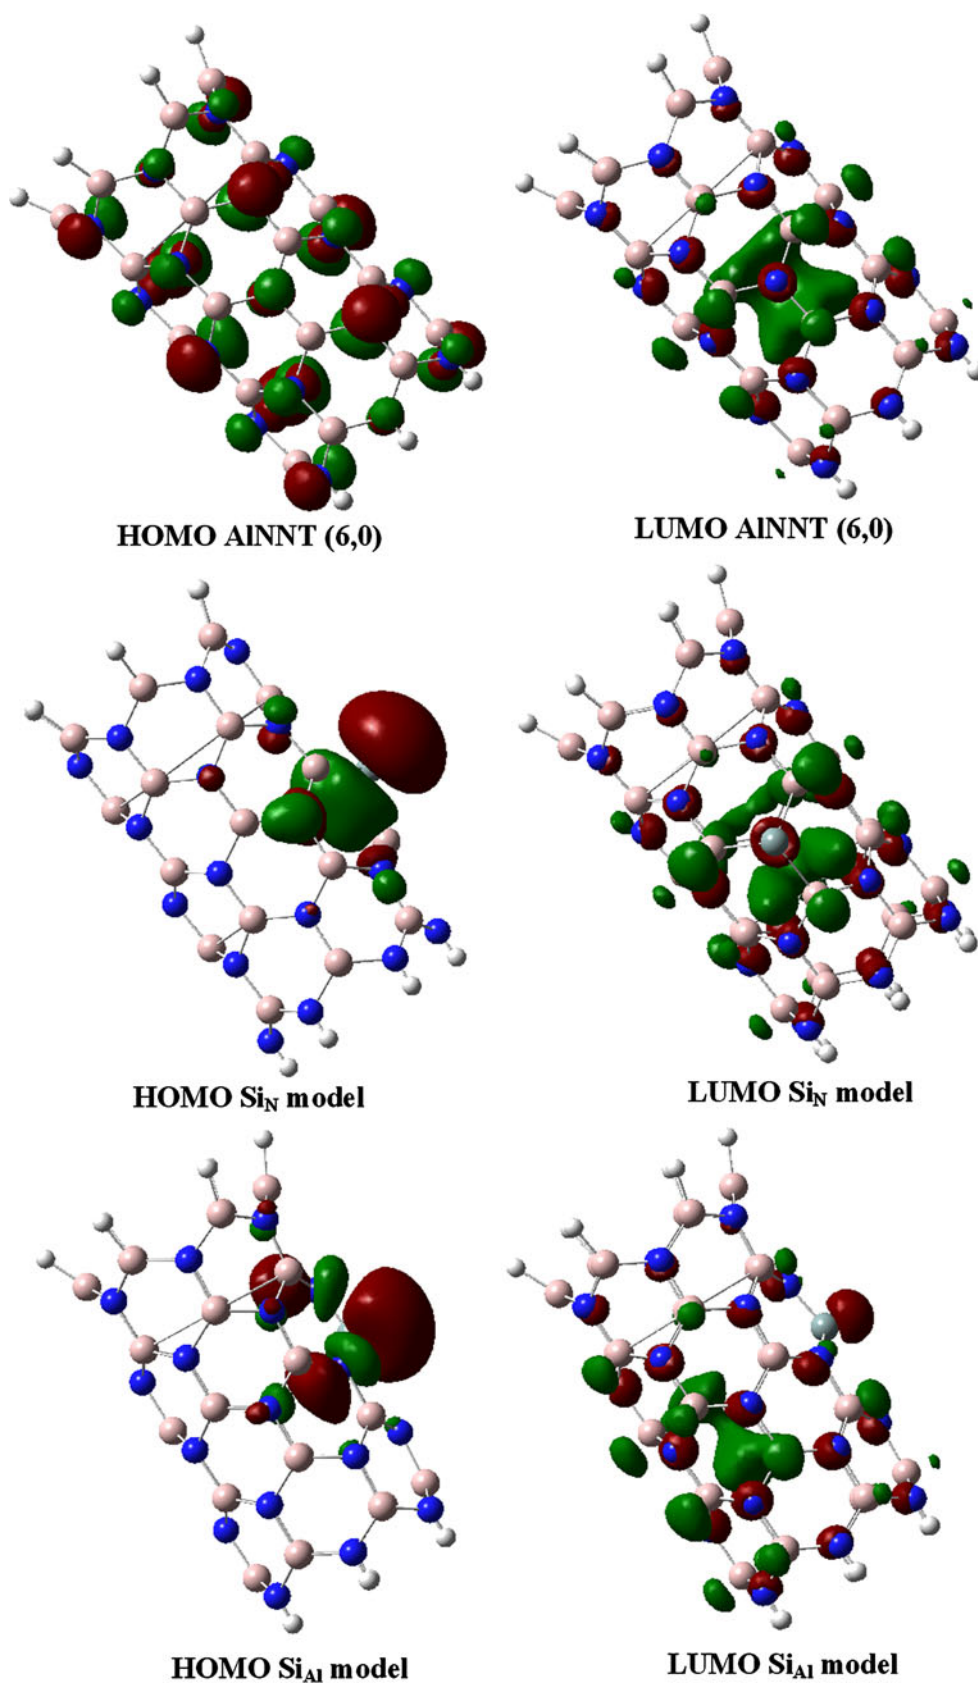 HOMO AlNNT (6,0)
LUMO AlNNT (6,0)
HOMO SiN model
LUMO SiN model
HOMO SiAl model
LUMO SiAl model